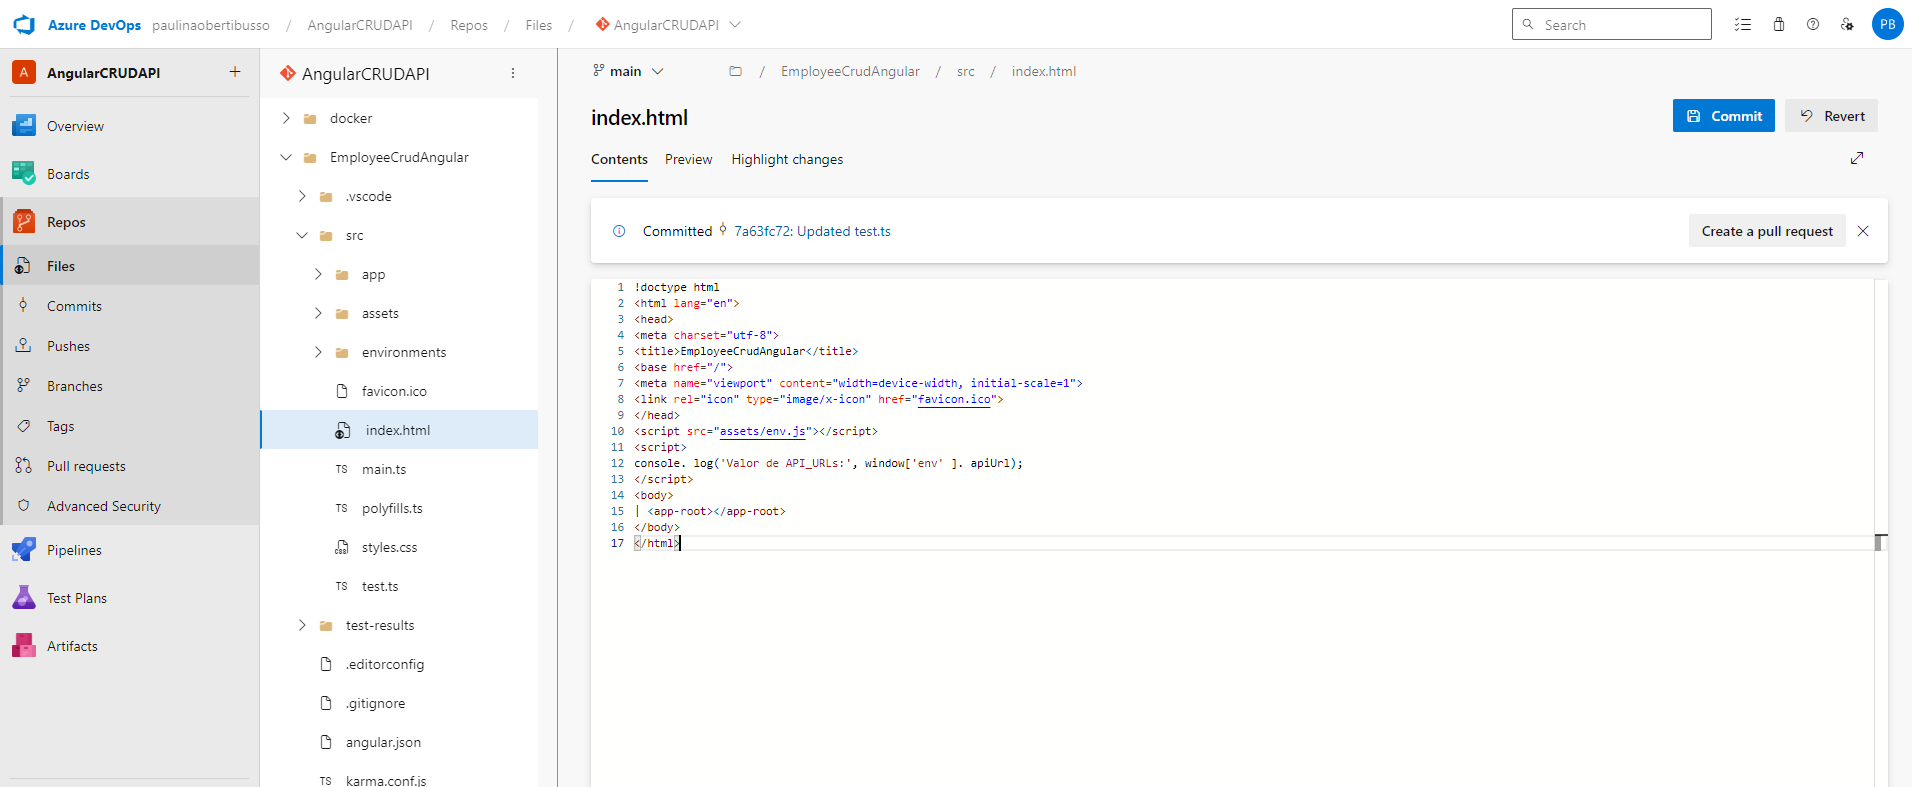 Azure DevOps paulinaobertibusso / AngularCRUDAPI / Repos / Files / AngularCRUDAPI
Search
PB
A AngularCRUDAPI +
Overview
Boards
Repos
Files
Commits
Pushes
Branches
Tags
Pull requests
Advanced Security
Pipelines
Test Plans
Artifacts
AngularCRUDAPI
docker
EmployeeCrudAngular
.vscode
src
app
assets
environments
favicon.ico
index.html
TS main.ts
TS polyfills.ts
css styles.css
TS test.ts
test-results
.editorconfig
.gitignore
angular.json
TS karma.conf.js
main / EmployeeCrudAngular / src / index.html
index.html
Commit Revert
Contents Preview Highlight changes
Committed 7a63fc72: Updated test.ts
Create a pull request
1 !doctype html
2 <html lang="en">
3 <head>
4 <meta charset="utf-8">
5 <title>EmployeeCrudAngular</title>
6 <base href="/">
7 <meta name="viewport" content="width=device-width, initial-scale=1">
8 <link rel="icon" type="image/x-icon" href="favicon.ico">
9 </head>
10 <script src="assets/env.js"></script>
11 <script>
12 console. log('Valor de API_URLs:', window['env' ]. apiUrl);
13 </script>
14 <body>
15 | <app-root></app-root>
16 </body>
17 </html>